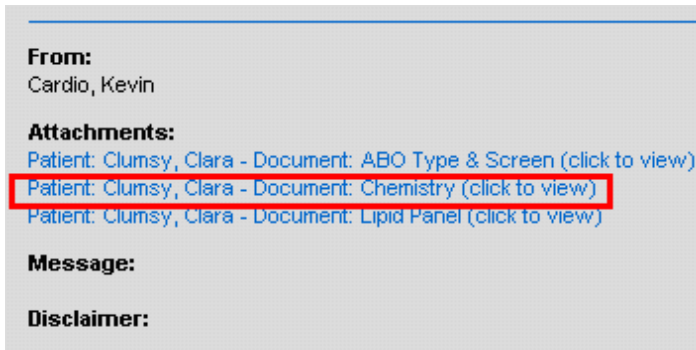 From:
Cardio, Kevin
Attachments:
Patient: Clumsy, Clara - Document: ABO Type & Screen (click to view)
Patient: Clumsy, Clara - Document: Chemistry (click to view)
Patient: Clumsy, Clara - Document: Lipid Panel (click to view)
Message:
Disclaimer: